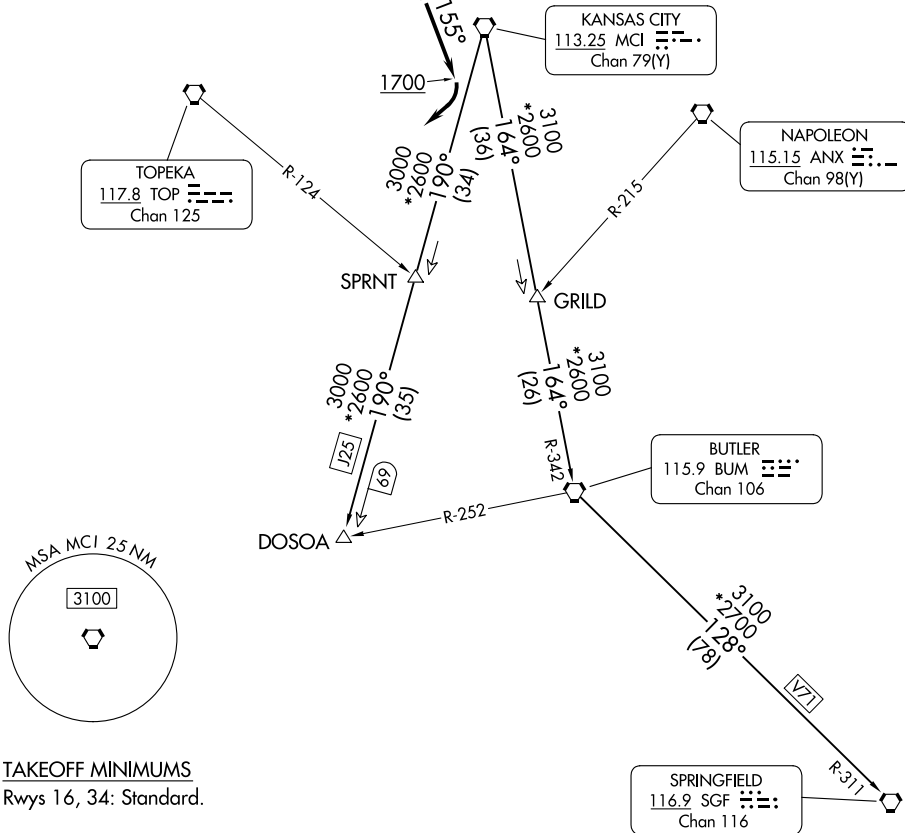 155°
1700
KANSAS CITY
113.25 MCI
Chan 79(Y)
TOPEKA
117.8 TOP
Chan 125
NAPOLEON
115.15 ANX
Chan 98(Y)
R-124
R-215
3000
*2600
190°
(34)
3100
*2600
164°
(36)
SPRNT
GRILD
3000
*2600
190°
(35)
J25
69
3100
*2600
164°
(26)
R-342
BUTLER
115.9 BUM
Chan 106
R-252
DOSOA
MSA MCI 25 NM
3100
3100
*2700
128°
(78)
V71
R-311
SPRINGFIELD
116.9 SGF
Chan 116
TAKEOFF MINIMUMS
Rwys 16, 34: Standard.